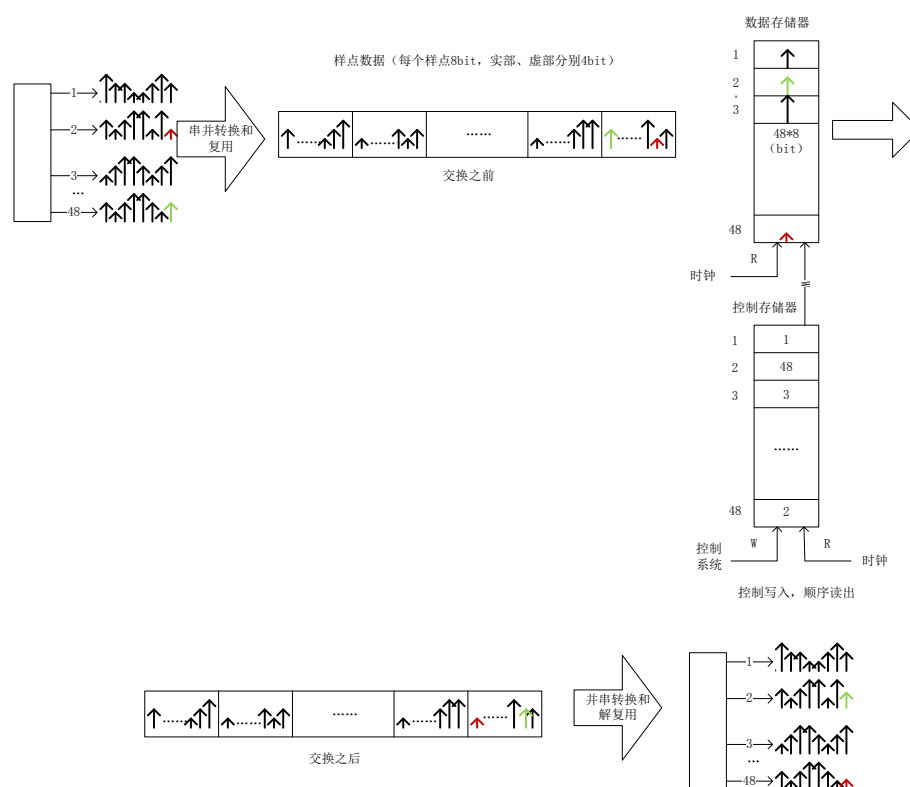 数据存储器
样点数据（每个样点8bit，实部、虚部分别4bit）
1
2
3
...
48
串并转换和
复用
......
......
......
......
......
交换之前
1
2
3
48*8
（bit）
48
R
时钟
控制存储器
1
1
2
48
3
3
......
48
2
控制
系统
W
R
时钟
控制写入，顺序读出
......
......
......
......
......
交换之后
并串转换和
解复用
1
2
3
...
48